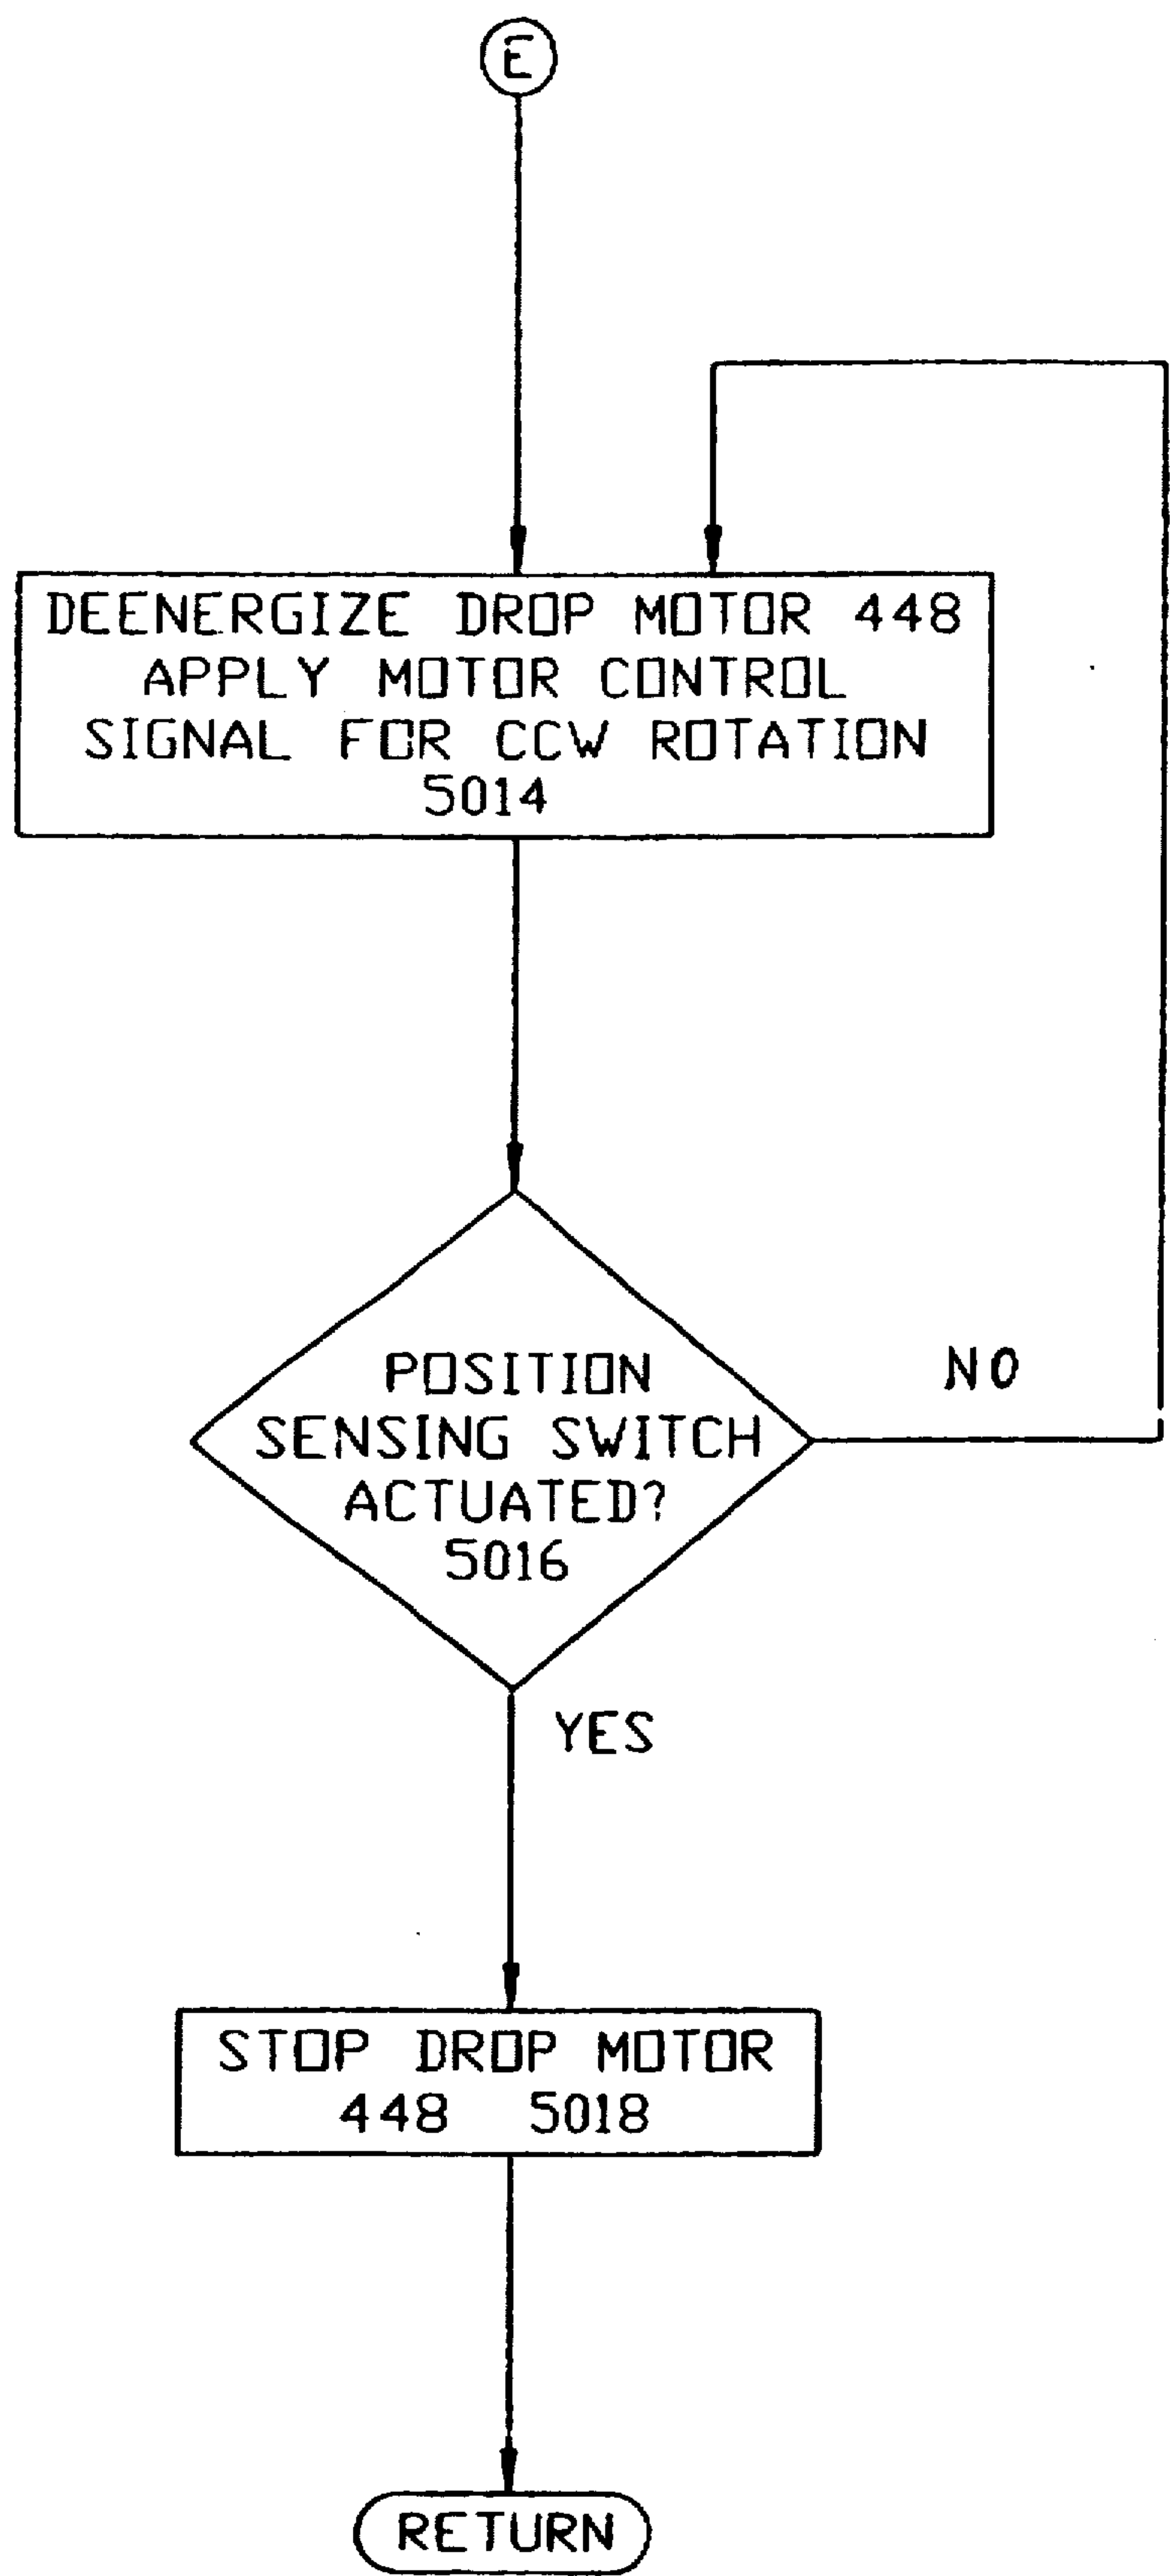 E
DEENERGIZE DROP MOTOR 448
APPLY MOTOR CONTROL
SIGNAL FOR CCW ROTATION
5014
POSITION
SENSING SWITCH
ACTUATED?
5016
NO
YES
STOP DROP MOTOR
448 5018
RETURN